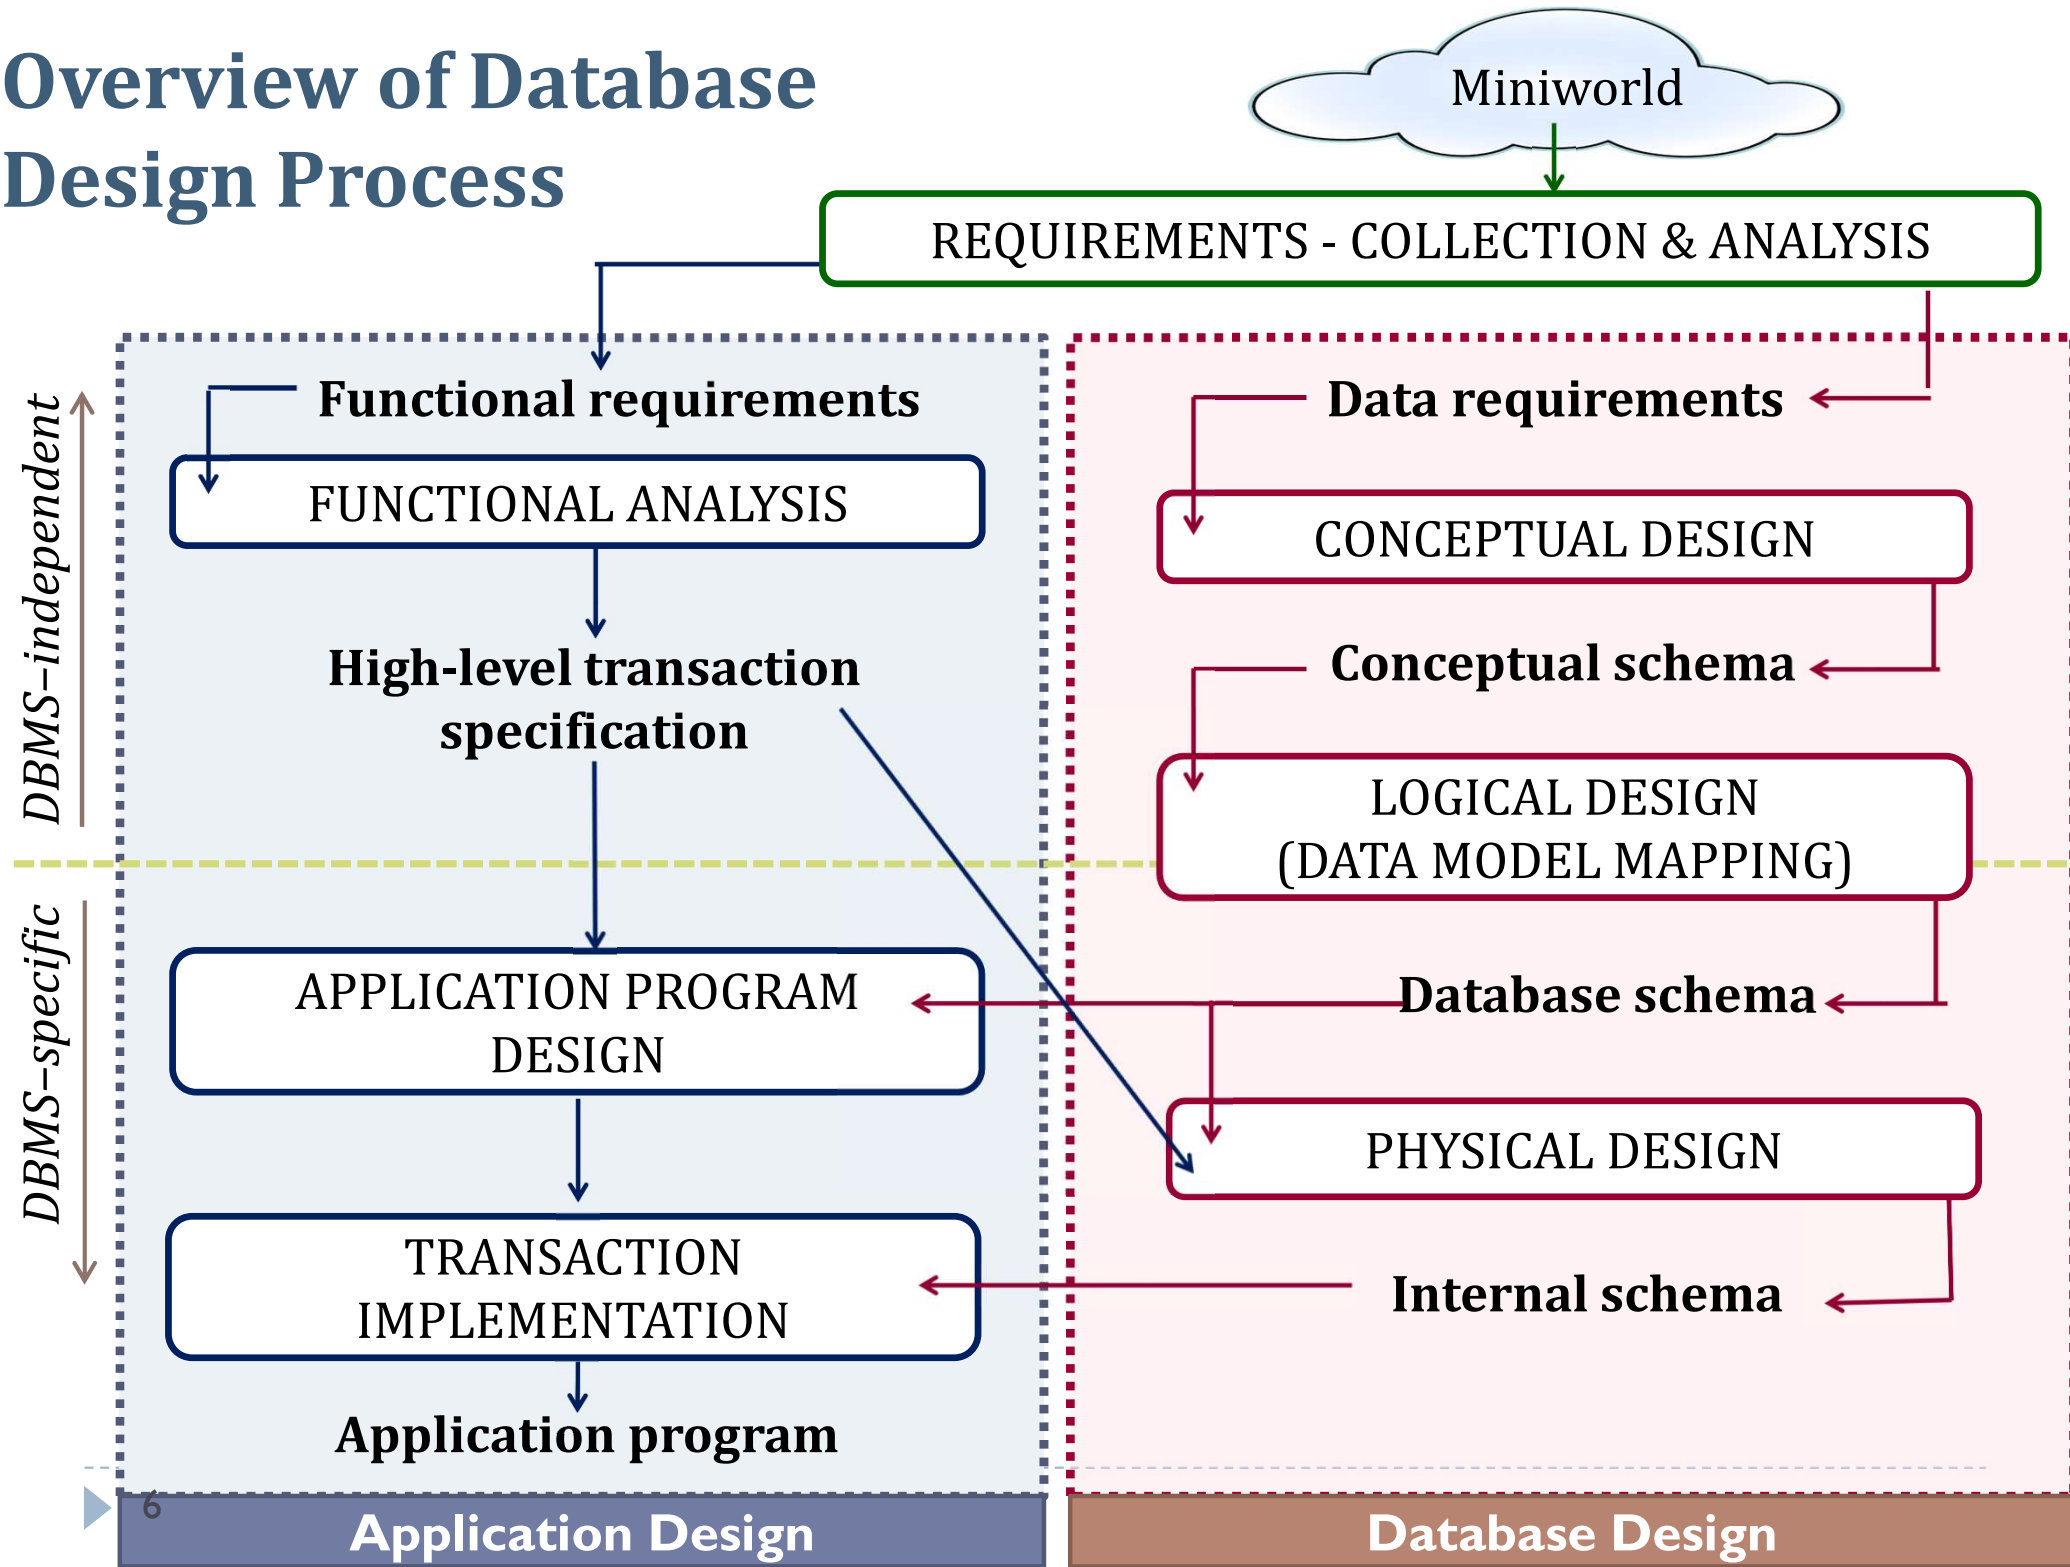 Overview of Database
Design Process
Miniworld
REQUIREMENTS - COLLECTION & ANALYSIS
DBMS–independent
Functional requirements
FUNCTIONAL ANALYSIS
High-level transaction
specification
Data requirements
CONCEPTUAL DESIGN
Conceptual schema
LOGICAL DESIGN
(DATA MODEL MAPPING)
DBMS–specific
APPLICATION PROGRAM
DESIGN
TRANSACTION
IMPLEMENTATION
Application program
Database schema
PHYSICAL DESIGN
Internal schema
6
Application Design
Database Design